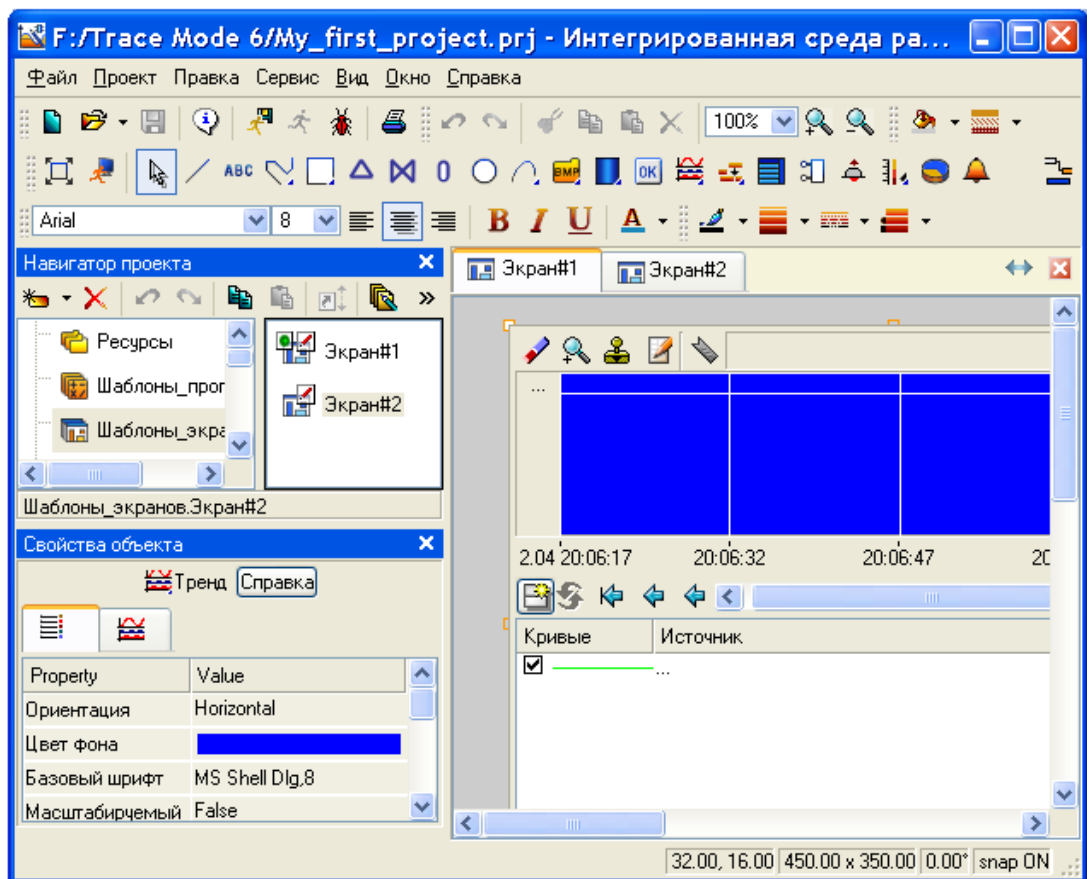 F:/Trace Mode 6/My_first_project.prj - Интегрированная среда ра...
Файл Проект Правка Сервис Вид Окно Справка
100%
ABC
BMP
OK
Arial 8
B I U A
Навигатор проекта
Ресурсы
Шаблоны_прог
Шаблоны_экра
Экран#1
Экран#2
Шаблоны_экранов.Экран#2
Свойства объекта
Тренд Справка
Property Value
Ориентация Horizontal
Цвет фона
Базовый шрифт MS Shell Dlg,8
Масштабирчемый False
Экран#1 Экран#2
...
2.04 20:06:17 20:06:32 20:06:47 20
Кривые Источник
...
32.00, 16.00 450.00 x 350.00 0.00° snap ON